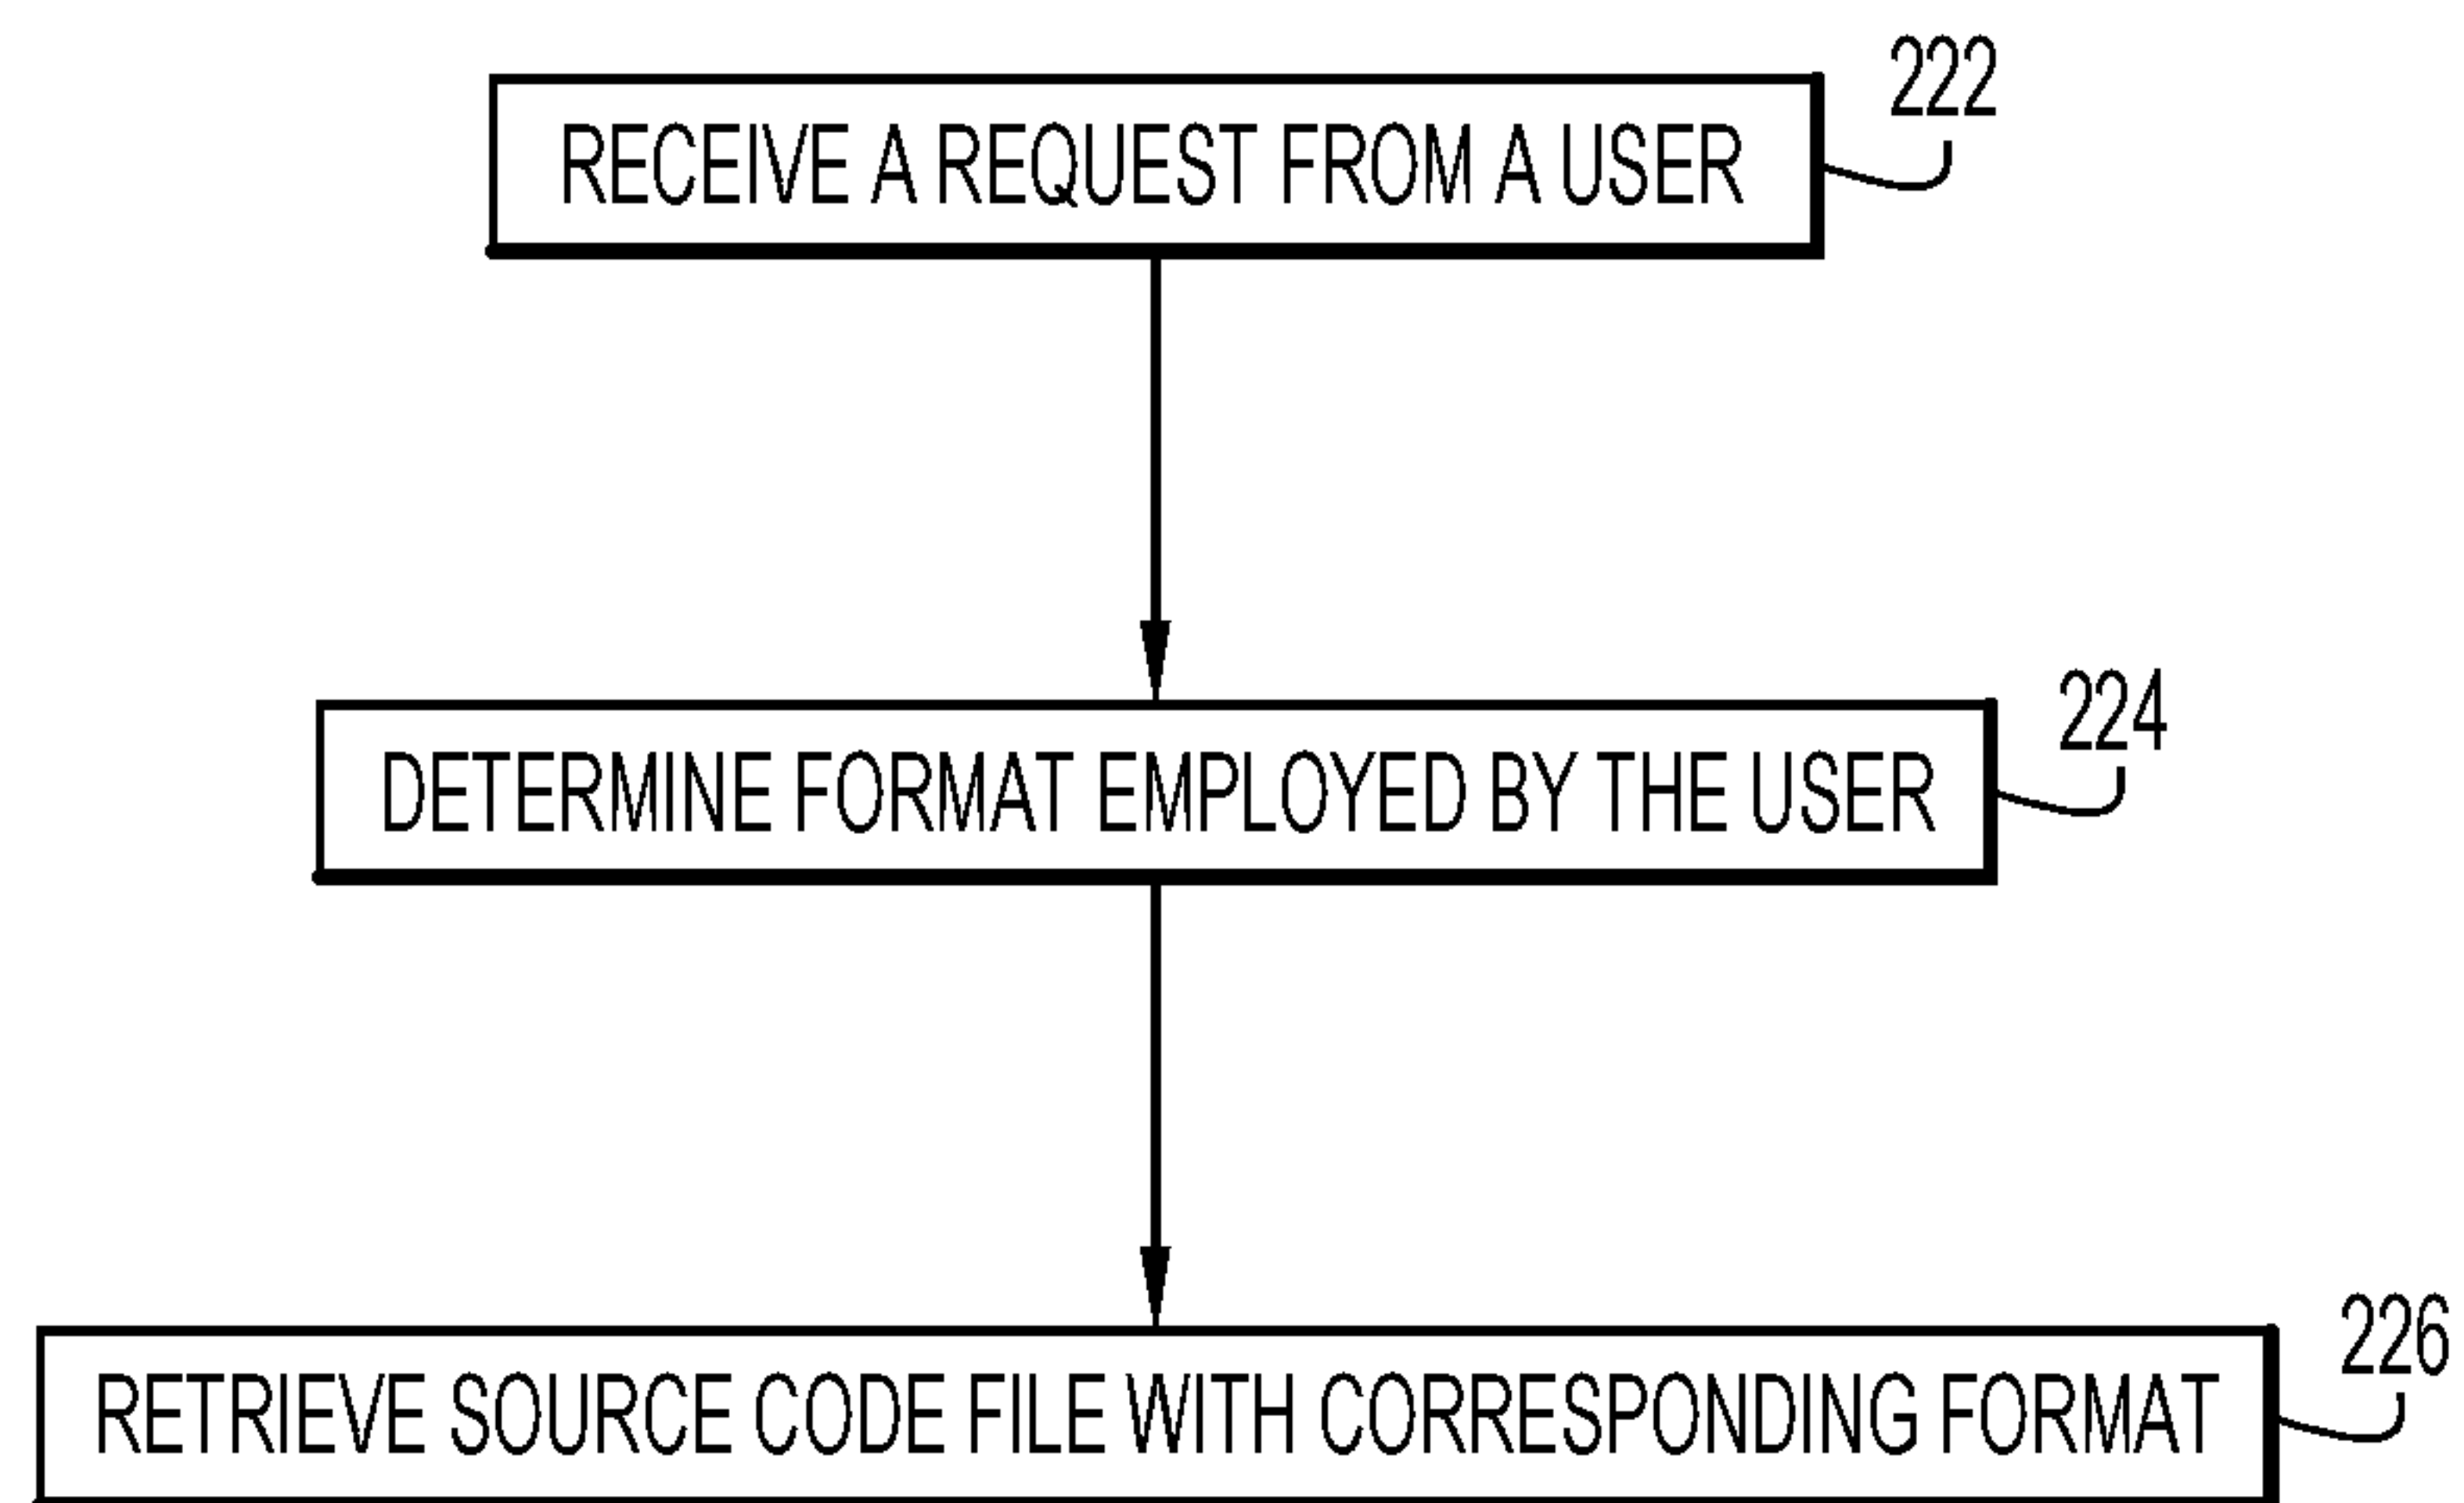 222
RECEIVE A REQUEST FROM A USER
224
DETERMINE FORMAT EMPLOYED BY THE USER
226
RETRIEVE SOURCE CODE FILE WITH CORRESPONDING FORMAT